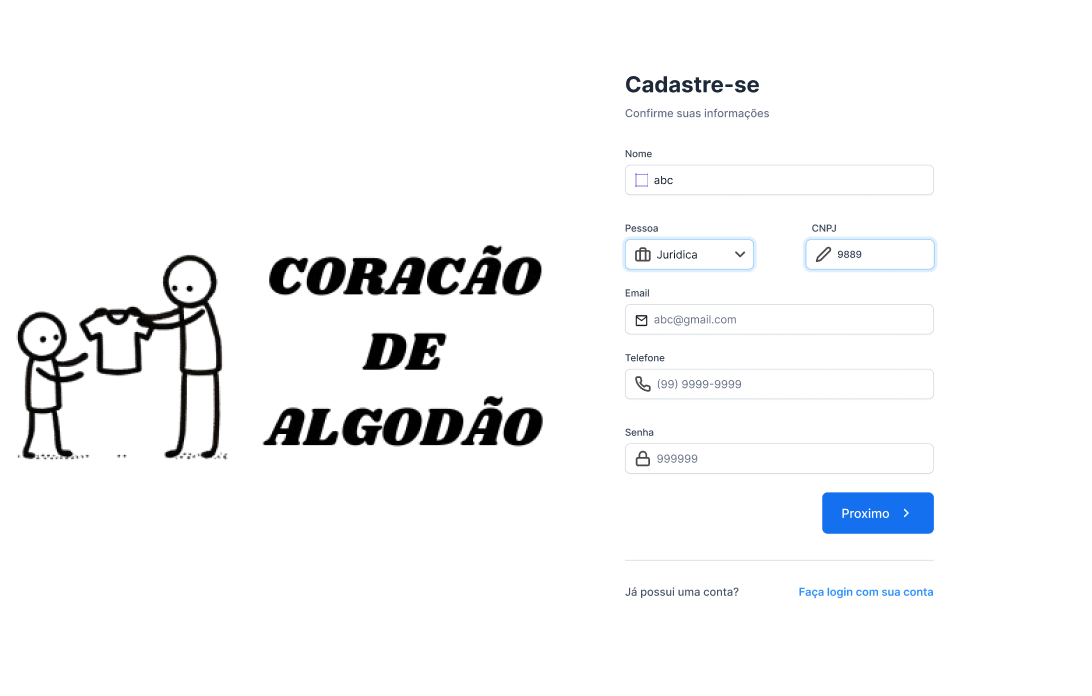 CORACÃO
DE
ALGODÃO
Cadastre-se
Confirme suas informações
Nome
abc
Pessoa
CNPJ
Juridica
9889
Email
abc@gmail.com
Telefone
(99) 9999-9999
Senha
999999
Proximo
Já possui uma conta?
Faça login com sua conta